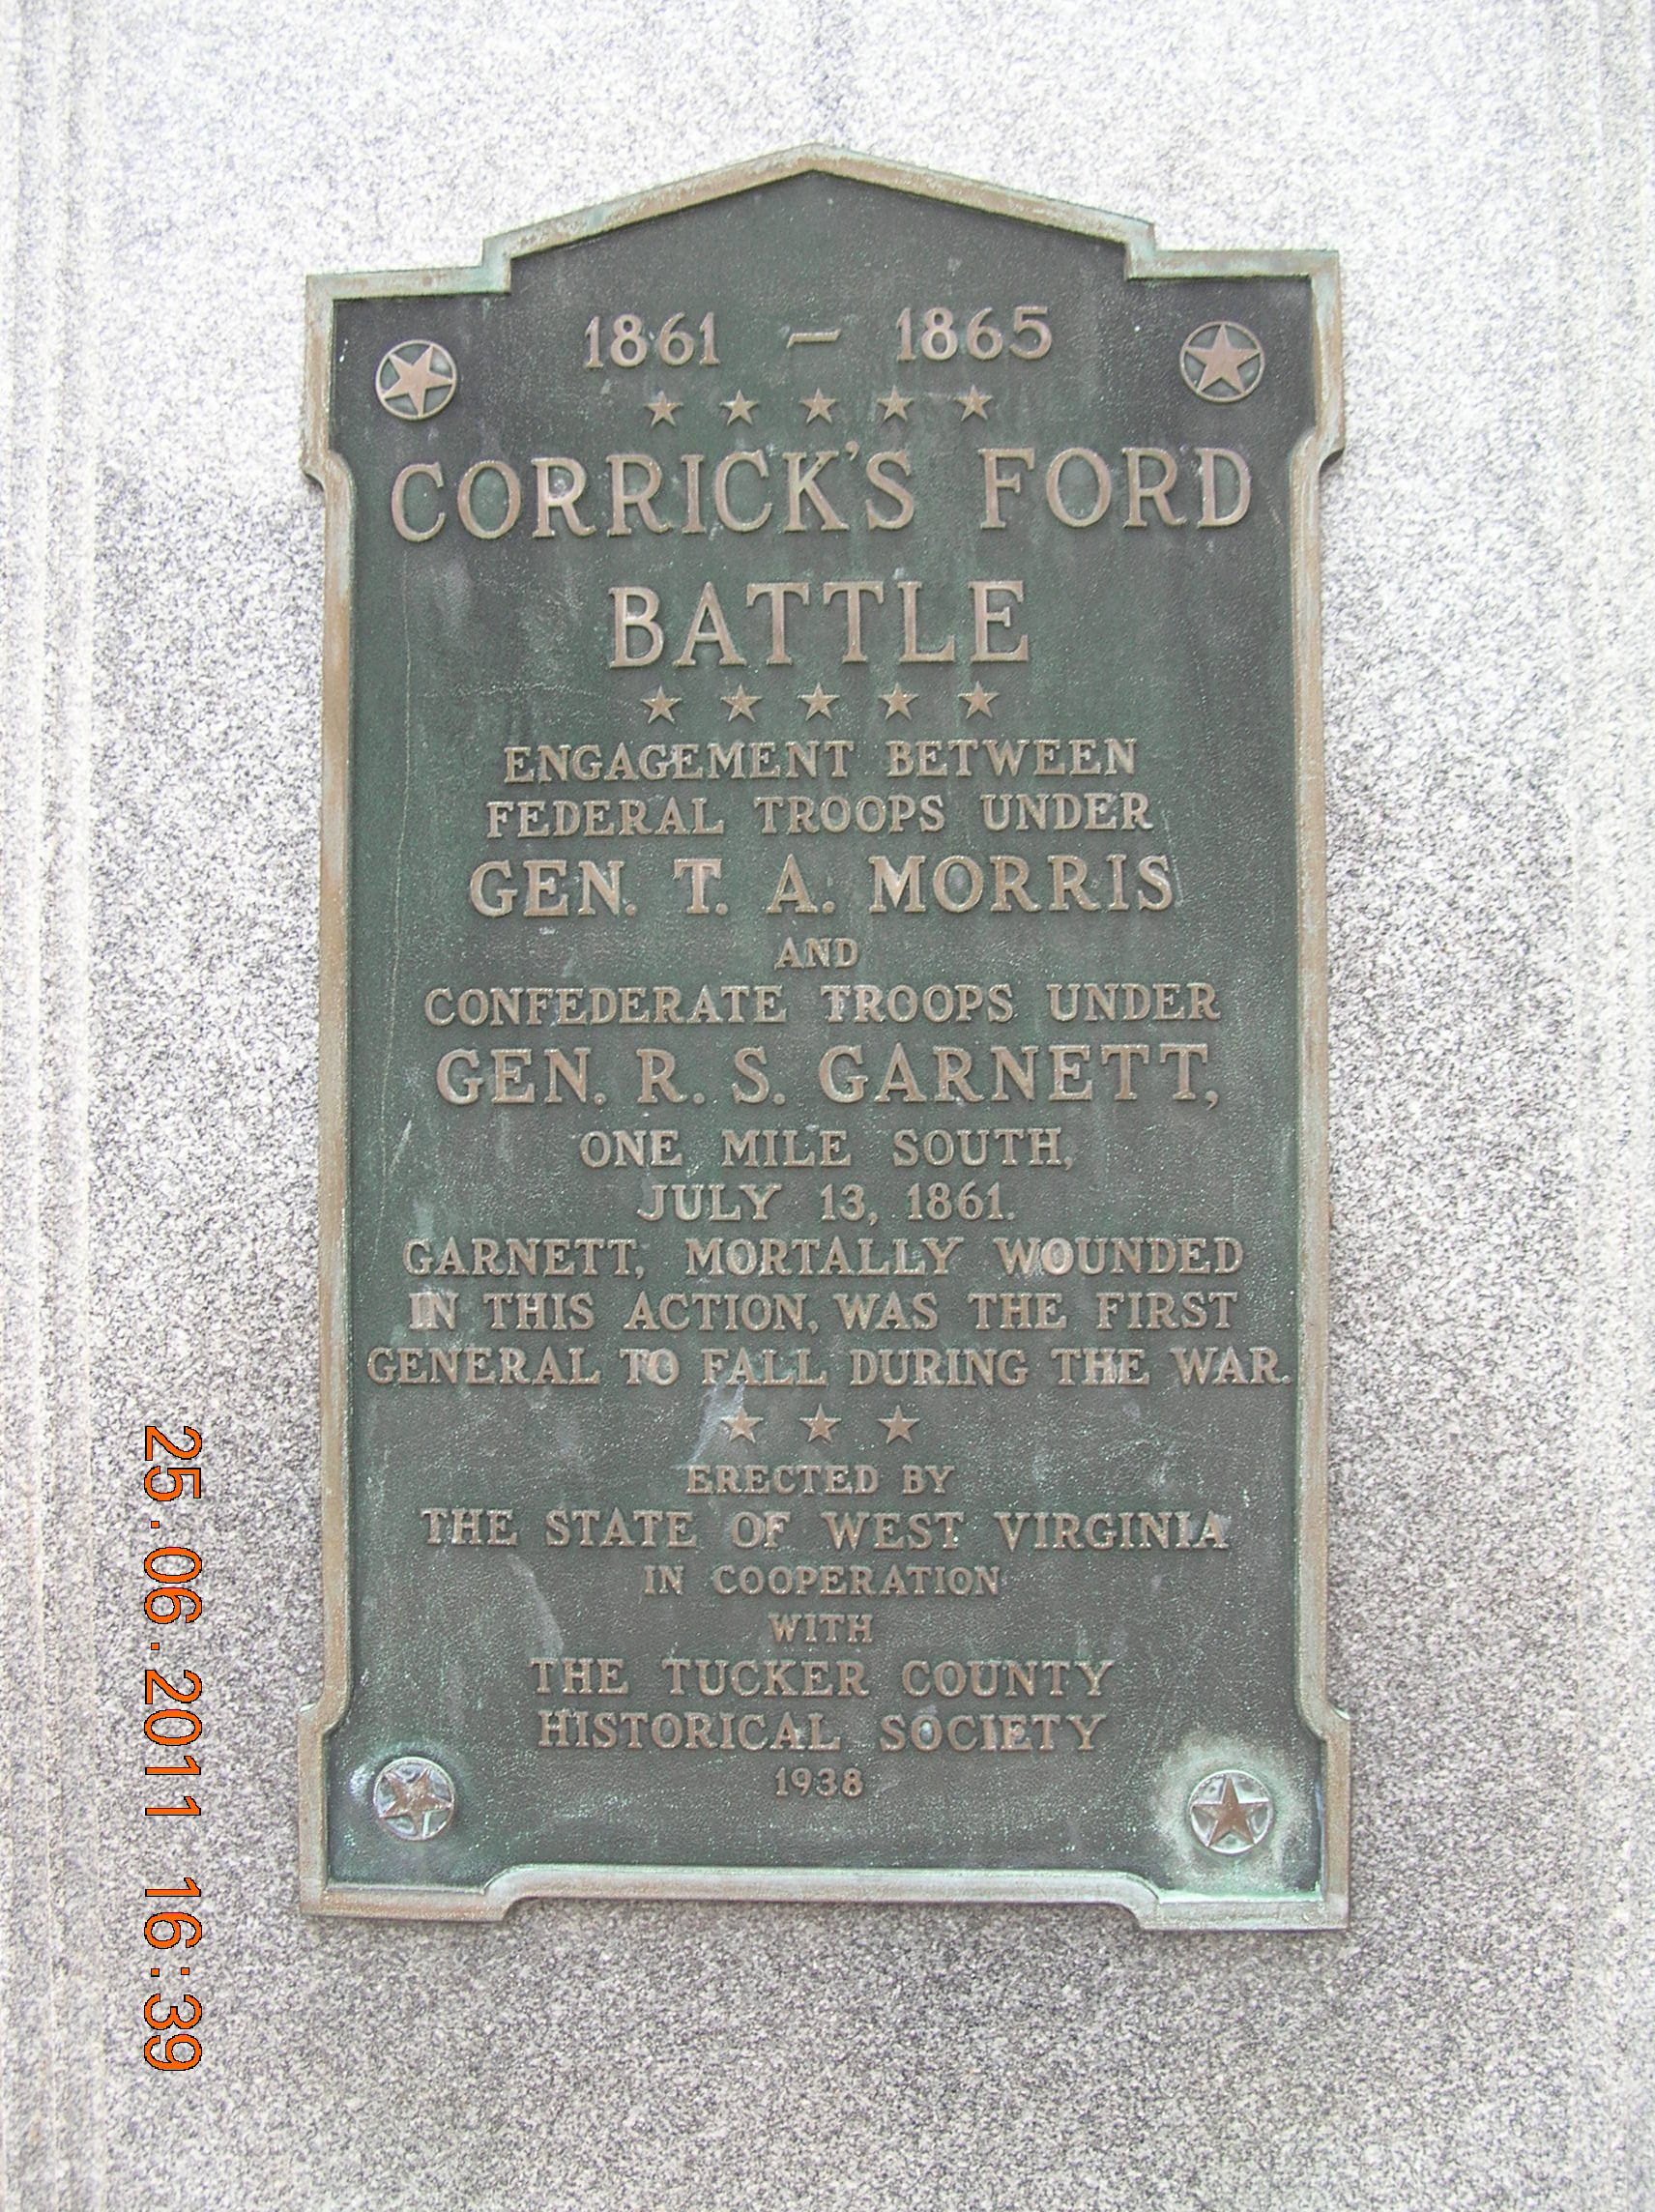 1861 – 1865
CORRICK'S FORD
BATTLE
ENGAGEMENT BETWEEN
FEDERAL TROOPS UNDER
GEN. T. A. MORRIS
AND
CONFEDERATE TROOPS UNDER
GEN. R. S. GARNETT,
ONE MILE SOUTH,
JULY 13, 1861.
GARNETT, MORTALLY WOUNDED
IN THIS ACTION, WAS THE FIRST
GENERAL TO FALL DURING THE WAR.
ERECTED BY
THE STATE OF WEST VIRGINIA
IN COOPERATION
WITH
THE TUCKER COUNTY
HISTORICAL SOCIETY
1938
25.06.2011 16:39